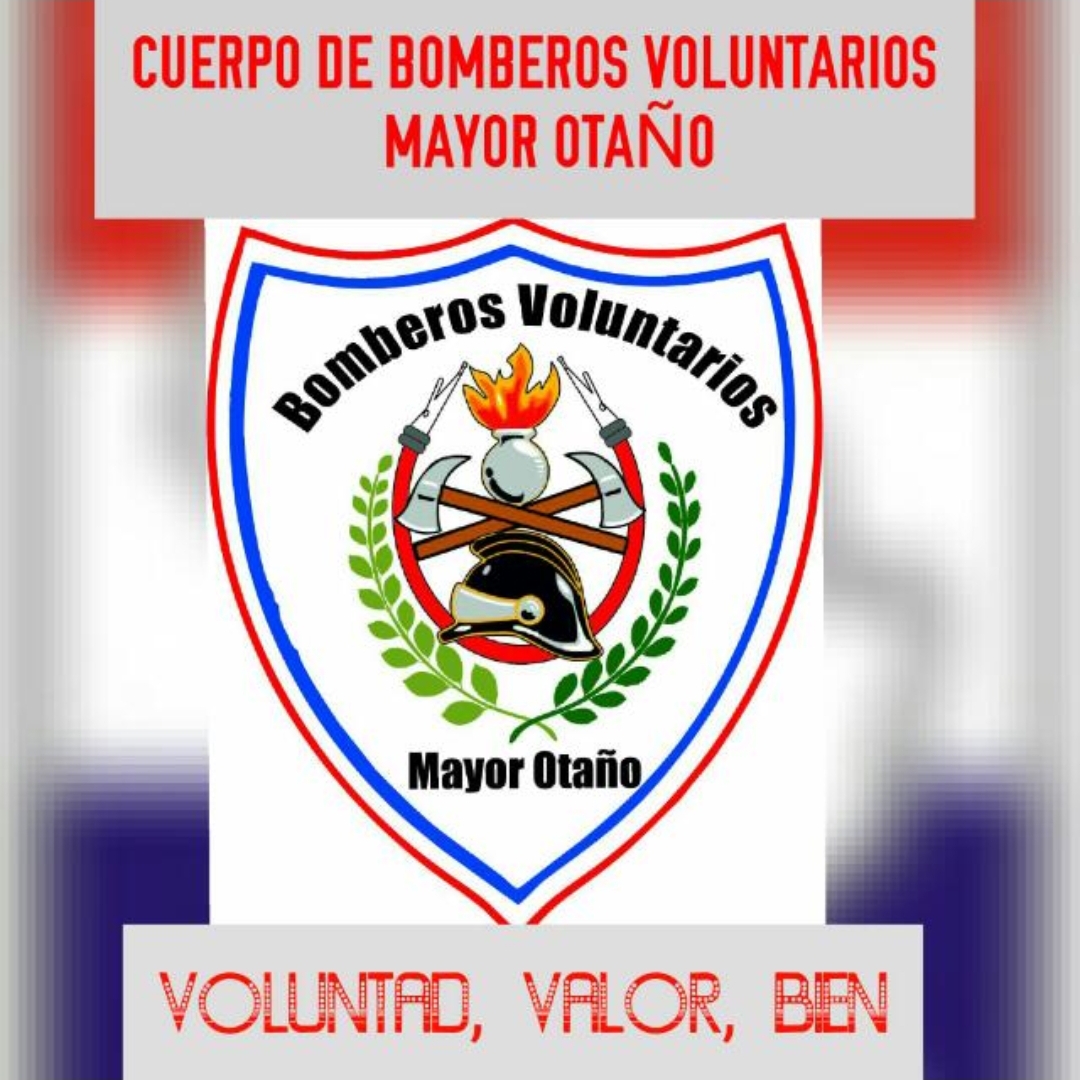 CUERPO DE BOMBEROS VOLUNTARIOS
MAYOR OTAÑO
Bomberos Voluntarios
Mayor Otaño
VOLUNTAD, VALOR, BIEN